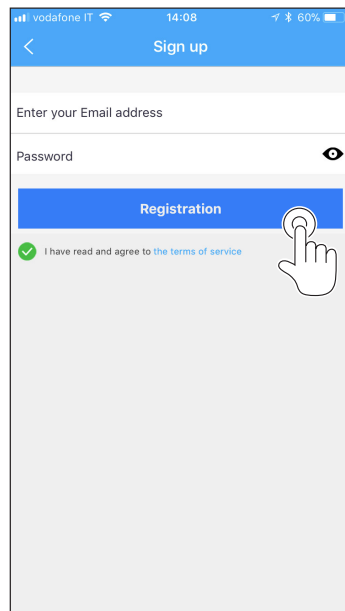 vodafone IT 14:08 60%
Sign up
Enter your Email address
Password
Registration
I have read and agree to the terms of service